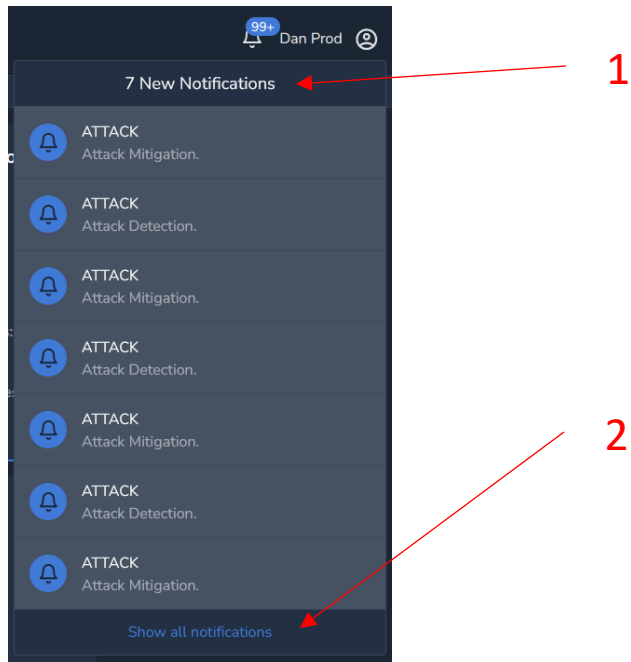 99+
Dan Prod
7 New Notifications
1
ATTACK
Attack Mitigation.
ATTACK
Attack Detection.
ATTACK
Attack Mitigation.
ATTACK
Attack Detection.
ATTACK
Attack Mitigation.
2
ATTACK
Attack Detection.
ATTACK
Attack Mitigation.
Show all notifications